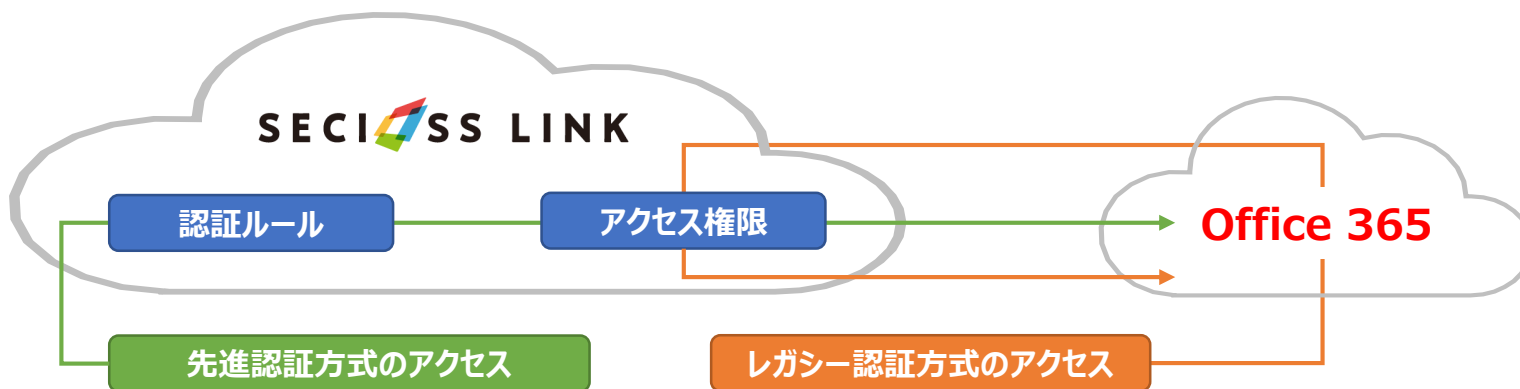 SECIOSS LINK
認証ルール
アクセス権限
Office 365
先進認証方式のアクセス
レガシー認証方式のアクセス